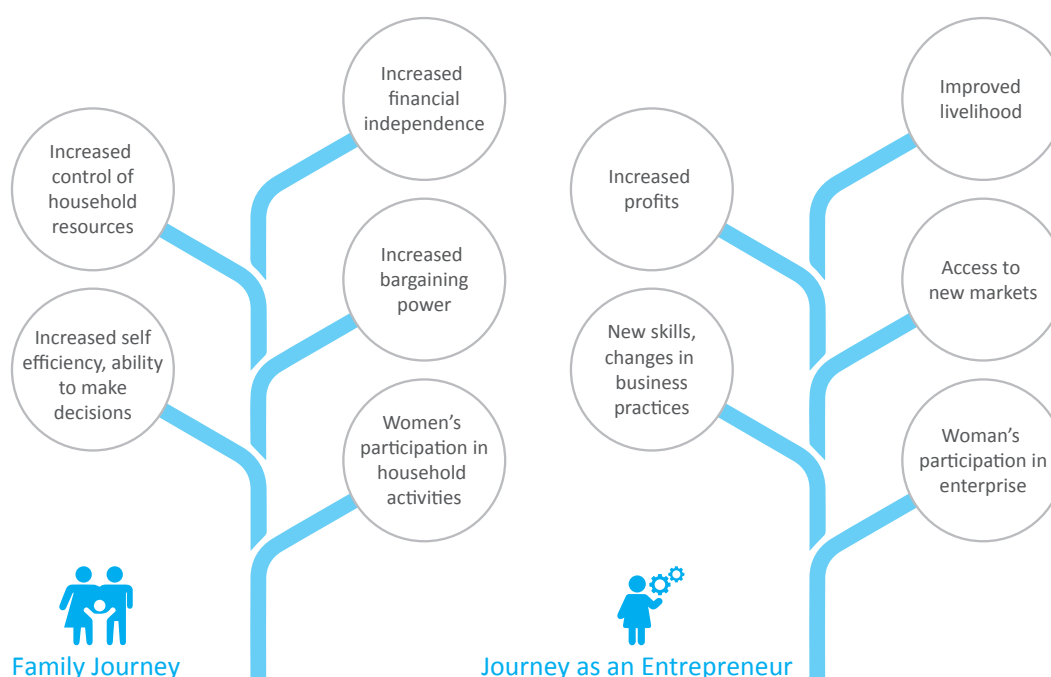 Increased
financial
independence
Increased
control of
household
resources
Increased
bargaining
power
Increased self
efficiency, ability
to make
decisions
Women's
participation in
household
activities
Family Journey
Improved
livelihood
Increased
profits
Access to
new markets
New skills,
changes in
business
practices
Woman's
participation in
enterprise
Journey as an Entrepreneur